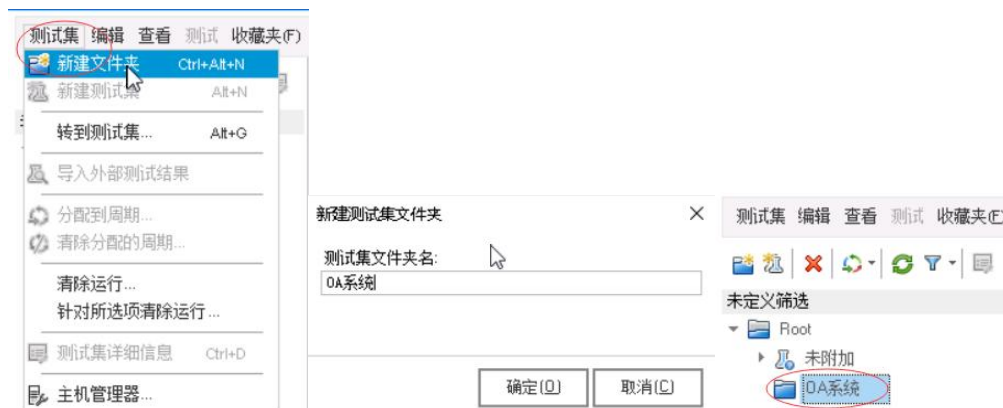 测试集 编辑 查看 测试 收藏夹(F)
新建文件夹 Ctrl+Alt+N
新建测试集 Alt+N
转到测试集... Alt+G
导入外部测试结果
分配到周期...
清除分配的周期...
清除运行...
针对所选项清除运行...
测试集详细信息 Ctrl+D
主机管理器...
新建测试集文件夹
测试集文件夹名:
OA系统
确定(O) 取消(C)
测试集 编辑 查看 测试 收藏夹(F
未定义筛选
Root
未附加
OA系统